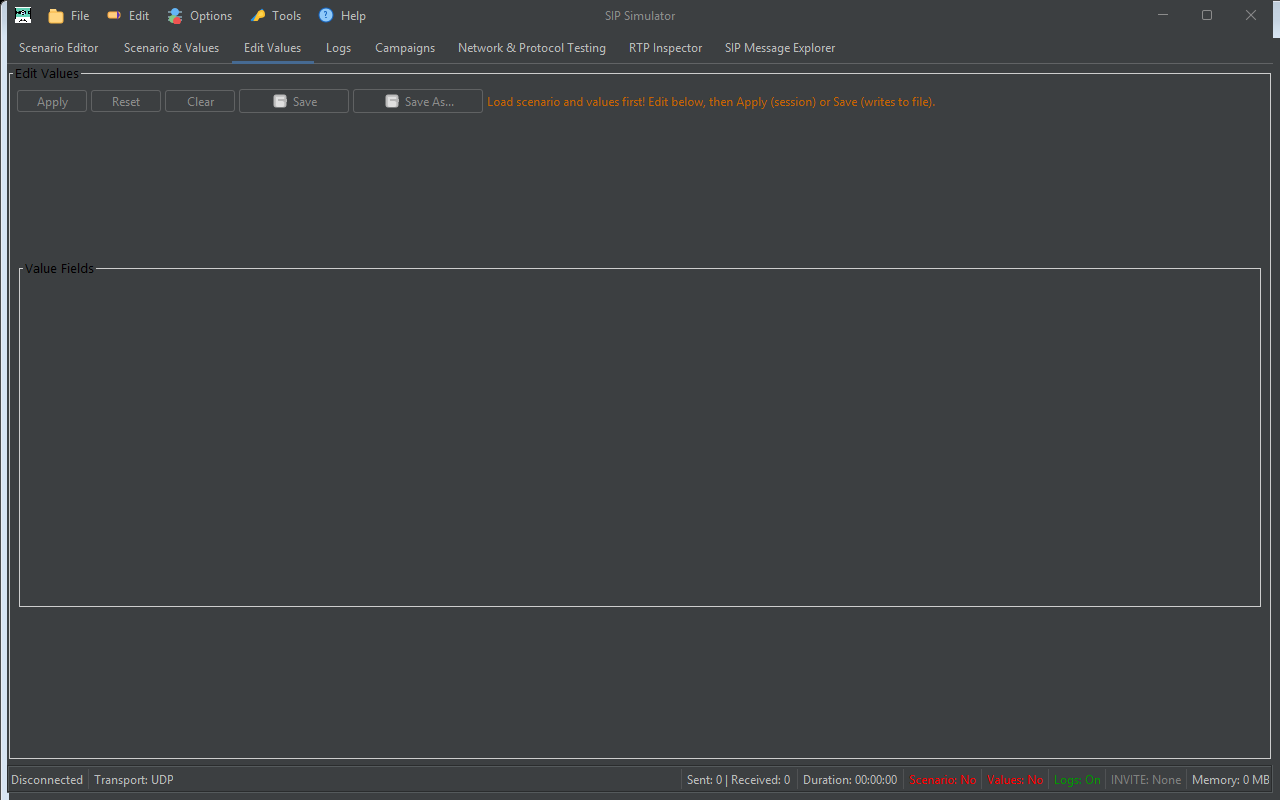 File Edit Options Tools Help SIP Simulator
Scenario Editor Scenario & Values Edit Values Logs Campaigns Network & Protocol Testing RTP Inspector SIP Message Explorer
Edit Values
Apply Reset Clear Save Save As... Load scenario and values first! Edit below, then Apply (session) or Save (writes to file).
Value Fields
Disconnected Transport: UDP Sent: 0 | Received: 0 Duration: 00:00:00 Scenario: No Values: No Logs: On INVITE: None Memory: 0 MB